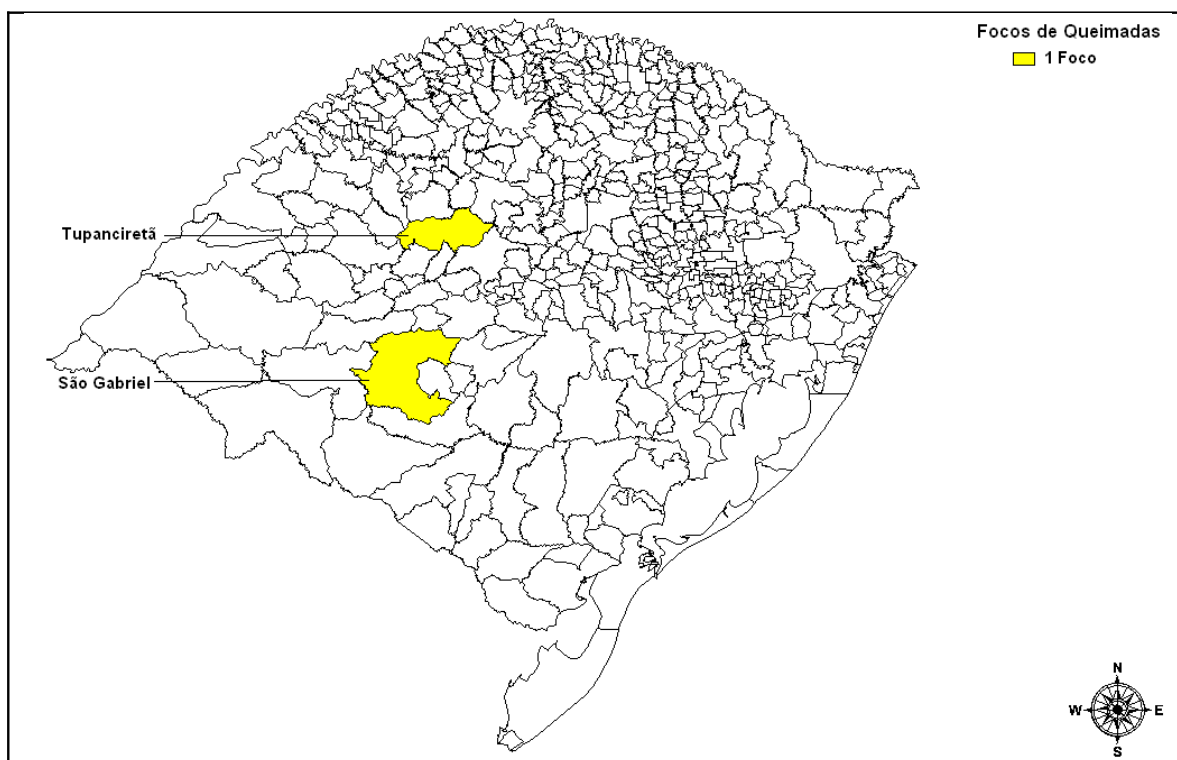 Focos de Queimadas
1 Foco
Tupanciretã
São Gabriel
N
W
E
S